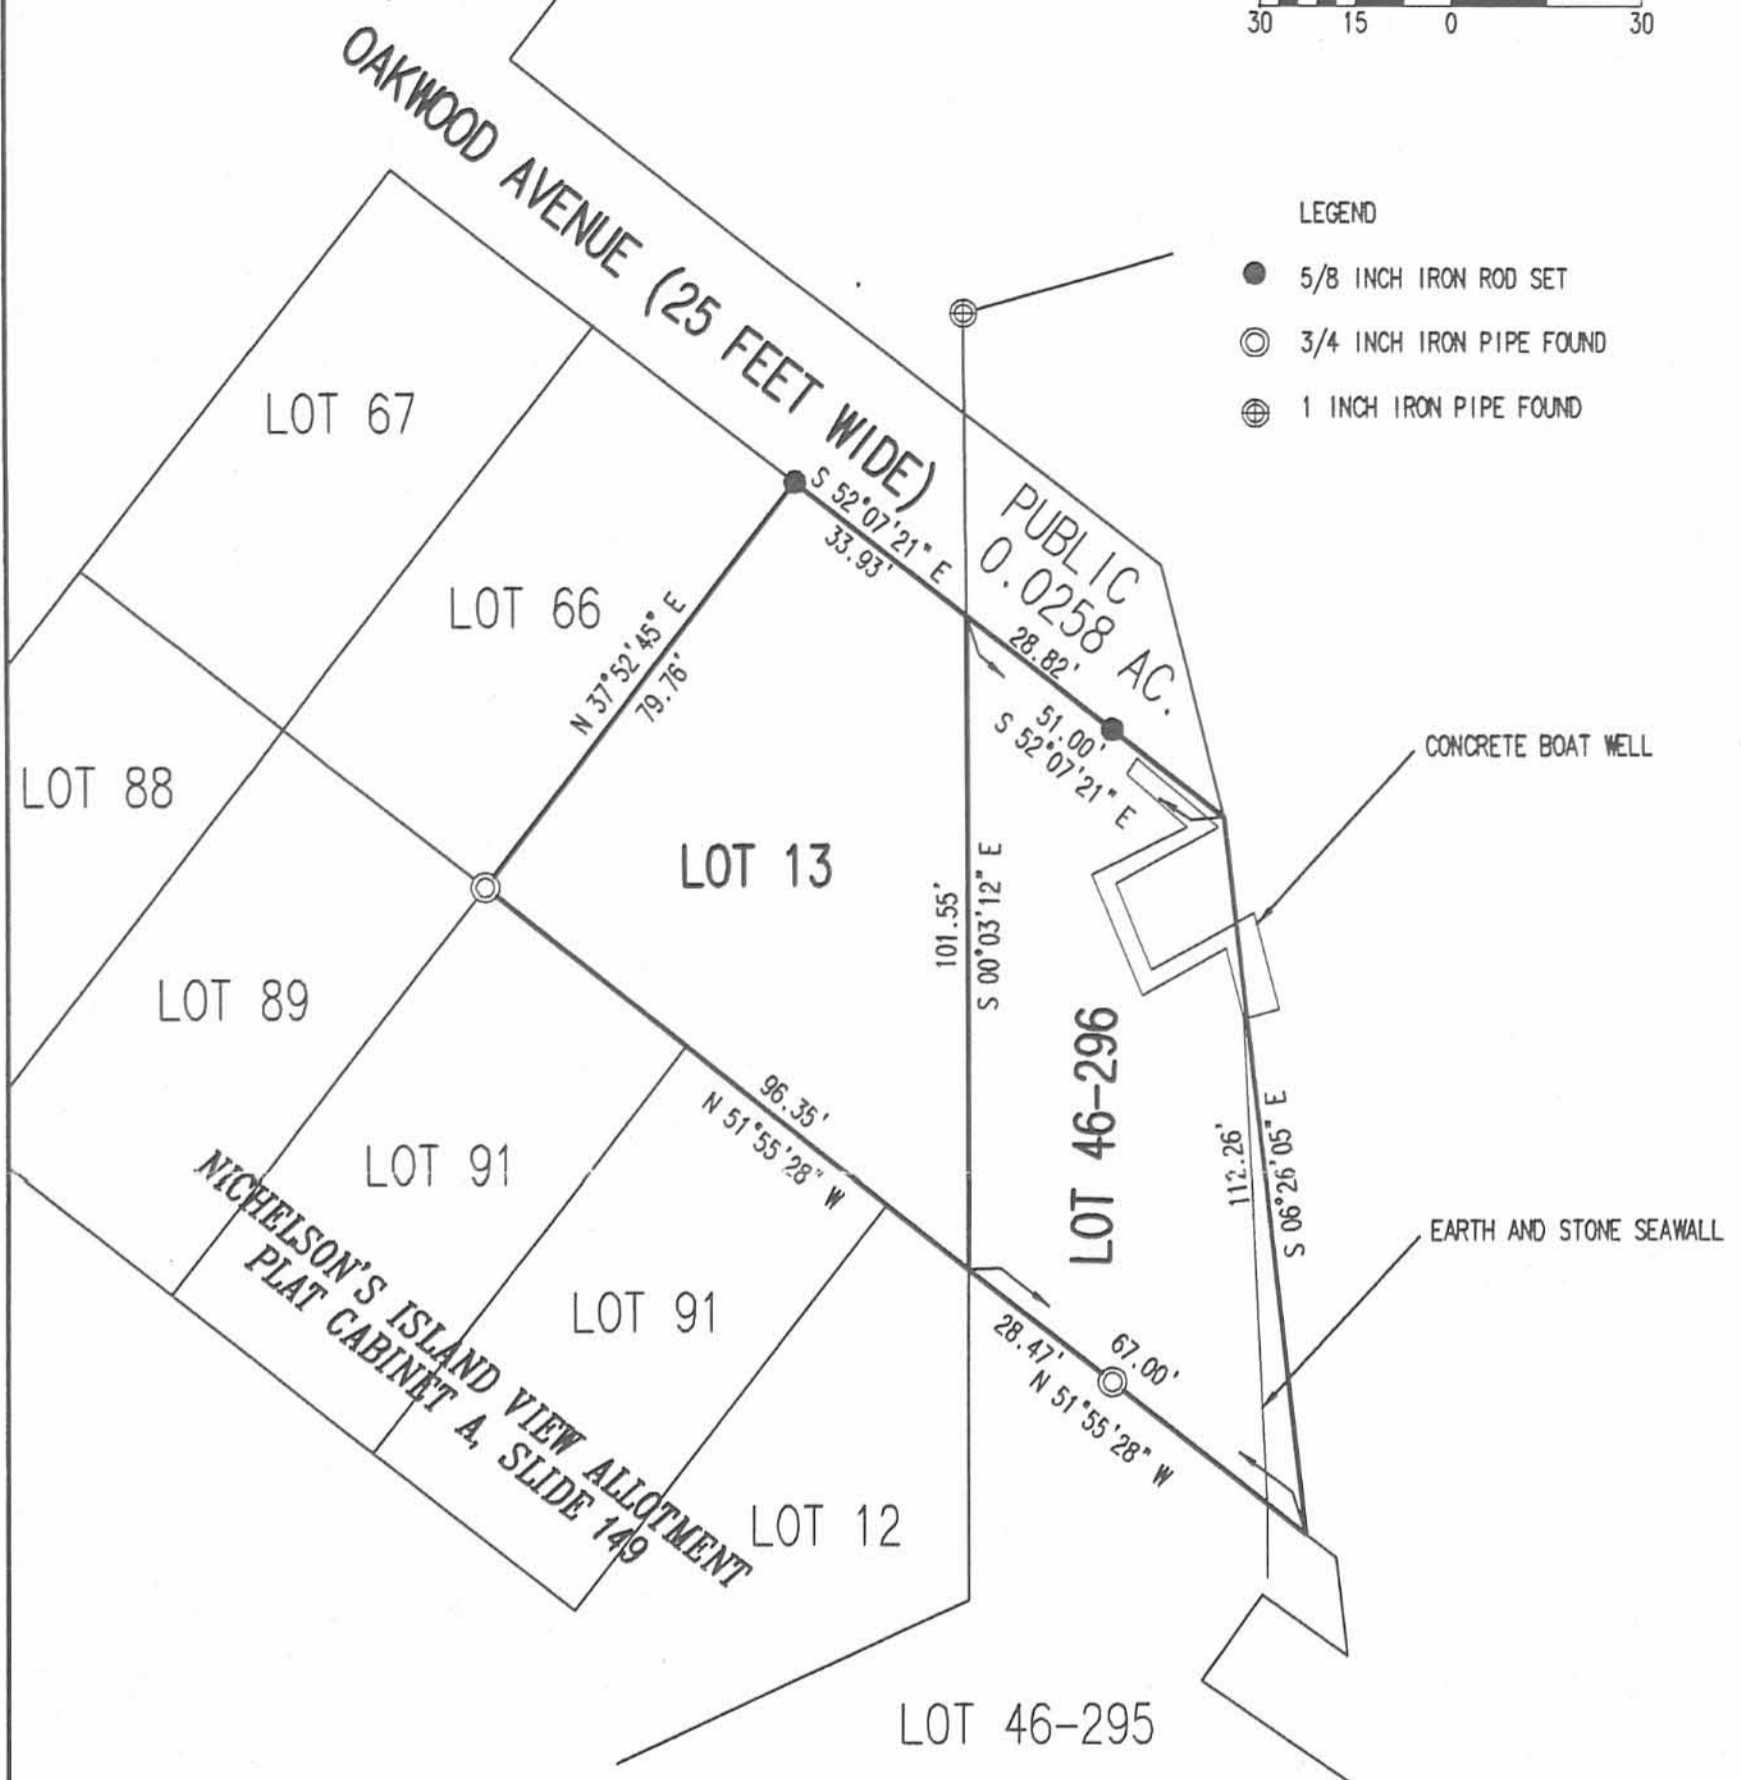 30 15 0 30
OAKWOOD AVENUE (25 FEET WIDE)
LEGEND
5/8 INCH IRON ROD SET
3/4 INCH IRON PIPE FOUND
1 INCH IRON PIPE FOUND
LOT 67
LOT 66
S 52°07'21" E
33.93'
PUBLIC
0.0258 AC.
N 37°52'45" E
79.76'
28.82'
51.00'
S 52°07'21" E
CONCRETE BOAT WELL
LOT 88
LOT 13
101.55'
S 00°03'12" E
LOT 89
LOT 46-296
96.35'
N 51°55'28" W
112.26'
S 06°26'05" E
LOT 91
EARTH AND STONE SEAWALL
NICHELSON'S ISLAND VIEW ALLOTMENT
PLAT CABINET A, SLIDE 149
LOT 91
28.47'
67.00'
N 51°55'28" W
LOT 12
LOT 46-295